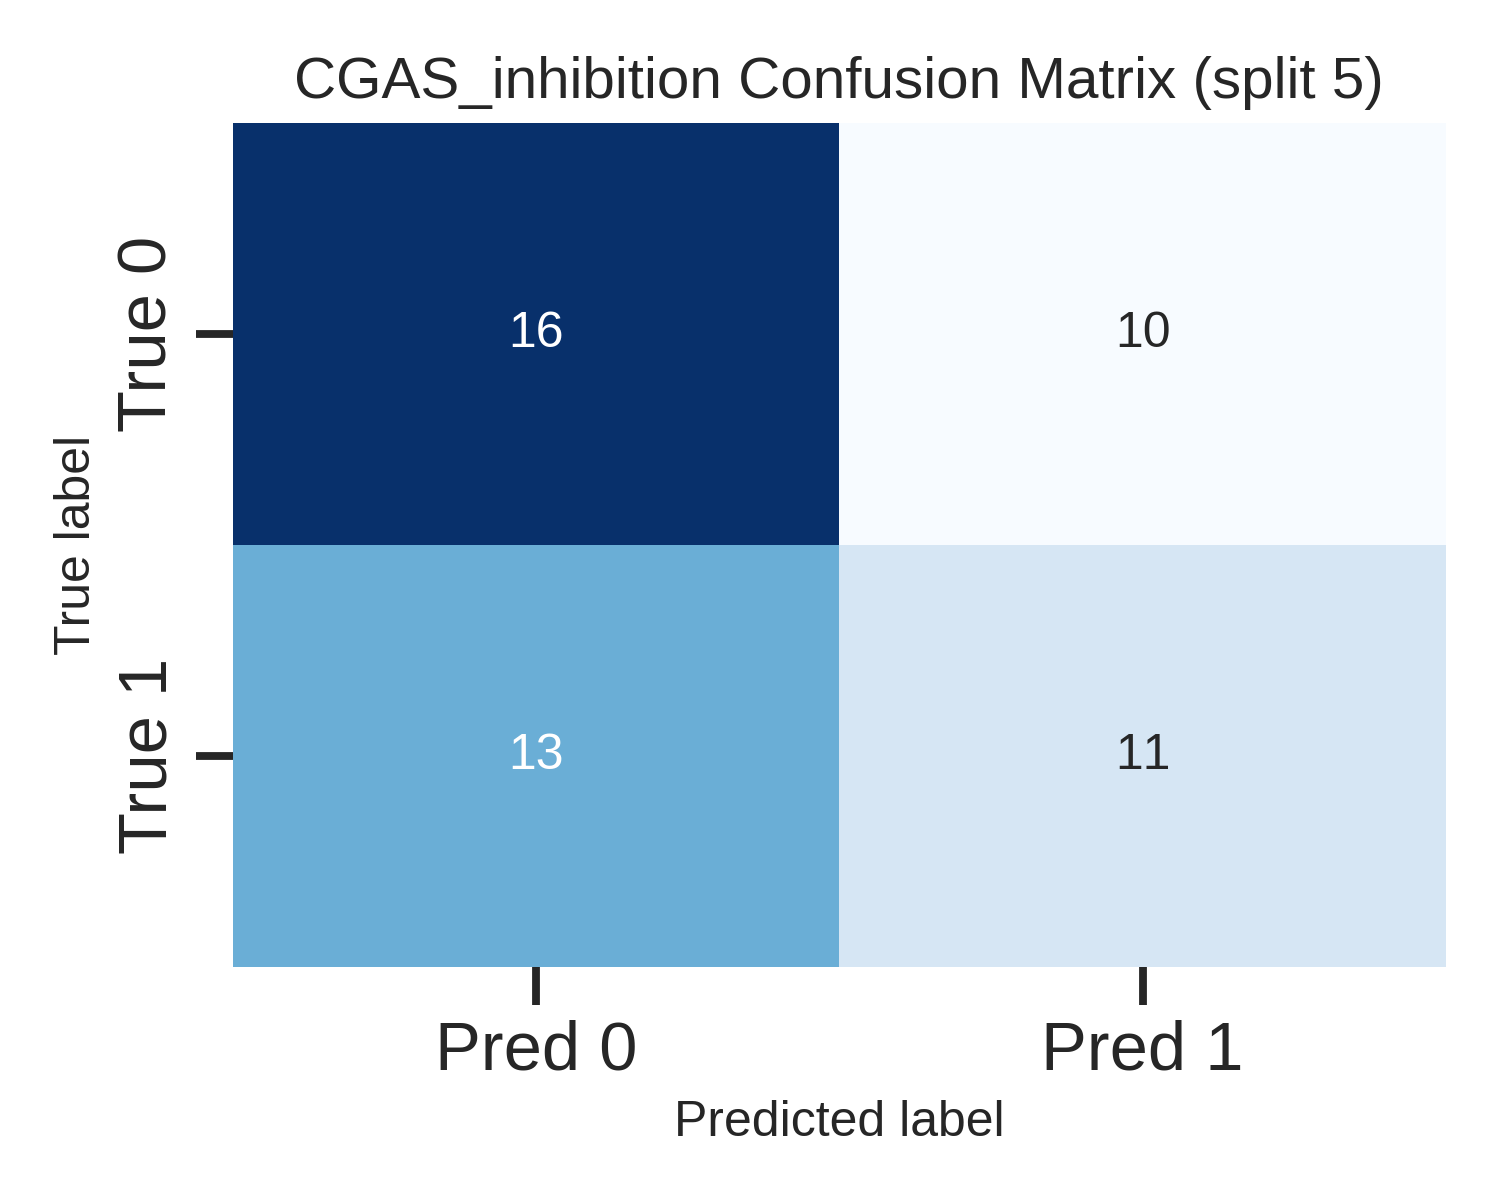 CGAS_inhibition Confusion Matrix (split 5)
True label
True 0
16
10
True 1
13
11
Pred 0
Pred 1
Predicted label